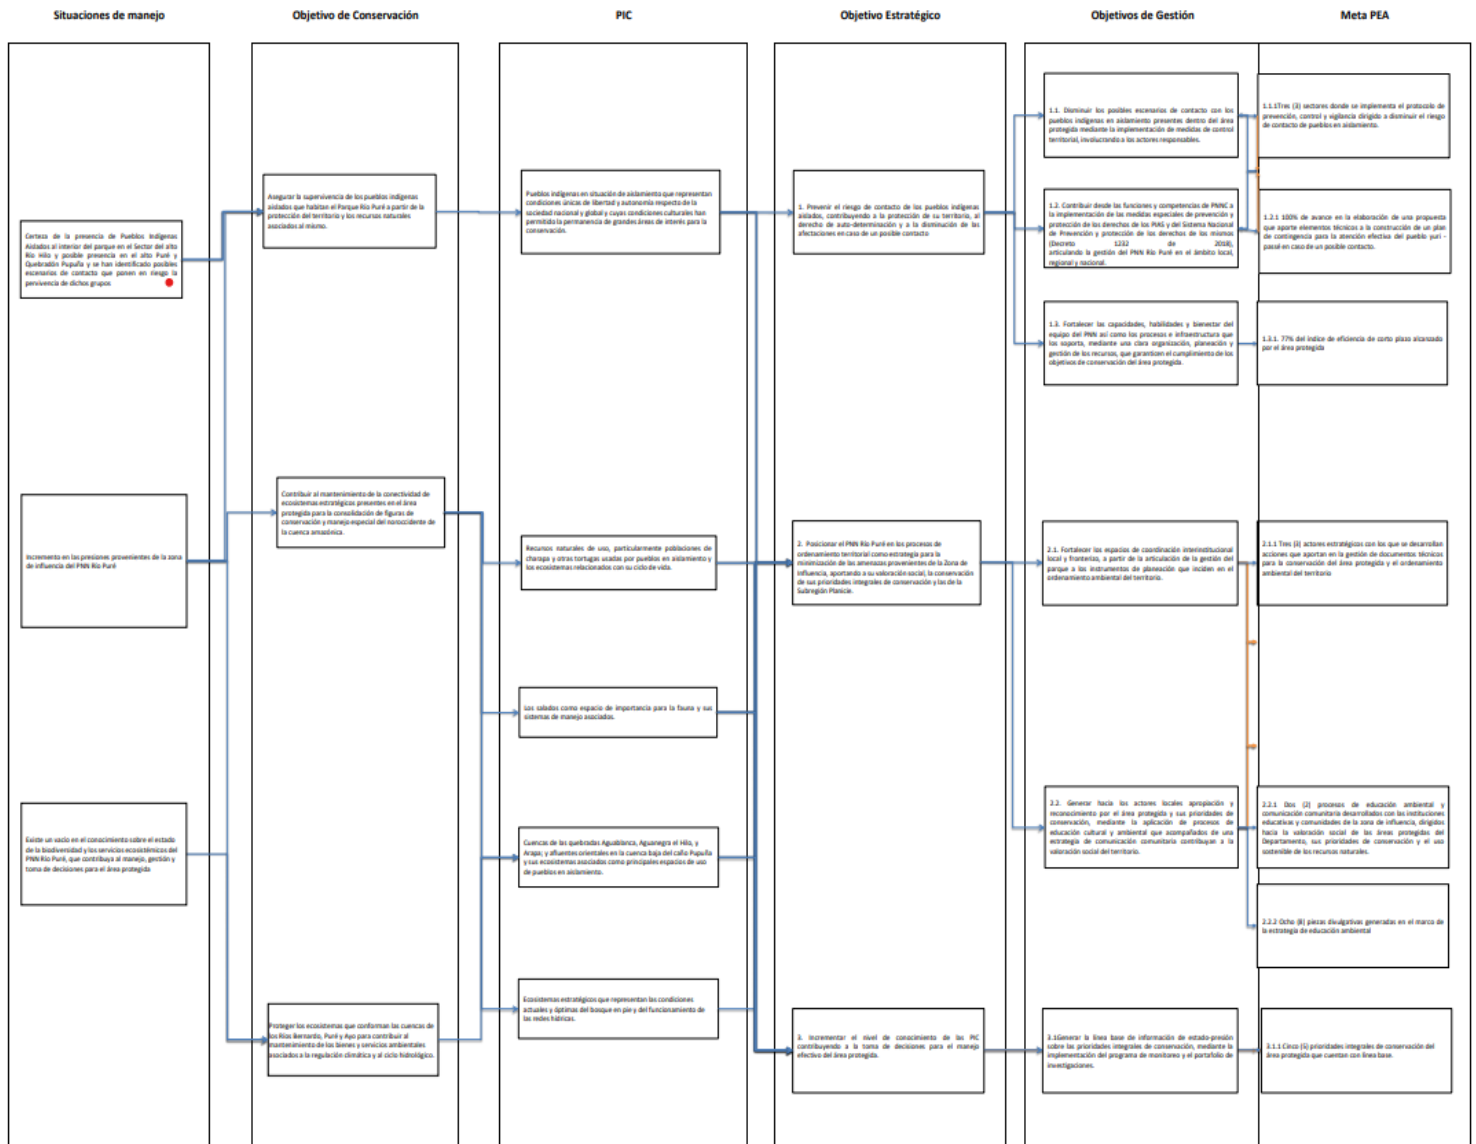 Situaciones de manejo
Objetivo de Conservación
PIC
Objetivo Estratégico
Objetivos de Gestión
Meta PEA
Certeza de la presencia de Pueblos Indígenas
Aislados al interior del parque en el Sector del alto
Río Hilo y posible presencia en el alto Puré y
Quebradón Pupuña y se han identificado posibles
escenarios de contacto que ponen en riesgo la
pervivencia de dichos grupos
Incremento en las presiones provenientes de la zona
de influencia del PNN Río Puré
Existe un vacío en el conocimiento sobre el estado
de la biodiversidad y los servicios ecosistémicos del
PNN Río Puré, que contribuya al manejo, gestión y
toma de decisiones para el área protegida
Asegurar la supervivencia de los pueblos indígenas
aislados que habitan el Parque Río Puré a partir de la
protección del territorio y los recursos naturales
asociados al mismo.
Contribuir al mantenimiento de la conectividad de
ecosistemas estratégicos presentes en el área
protegida para la consolidación de figuras de
conservación y manejo especial del noroccidente de
la cuenca amazónica.
Proteger los ecosistemas que conforman las cuencas de
los Ríos Bernardo, Puré y Ayo para contribuir al
mantenimiento de los bienes y servicios ambientales
asociados a la regulación climática y al ciclo hidrológico.
Pueblos indígenas en situación de aislamiento que representan
condiciones únicas de libertad y autonomía respecto de la
sociedad nacional y global y cuyas condiciones culturales han
permitido la permanencia de grandes áreas de interés para la
conservación.
Recursos naturales de uso, particularmente poblaciones de
charapa y otras tortugas usadas por pueblos en aislamiento y
los ecosistemas relacionados con su ciclo de vida.
Los salados como espacio de importancia para la fauna y sus
sistemas de manejo asociados.
Cuencas de las quebradas Aguablanca, Aguanegra el Hilo, y
Arapa; y afluentes orientales en la cuenca baja del caño Pupuña
y sus ecosistemas asociados como principales espacios de uso
de pueblos en aislamiento.
Ecosistemas estratégicos que representan las condiciones
actuales y óptimas del bosque en pie y del funcionamiento de
las redes hídricas.
1. Prevenir el riesgo de contacto de los pueblos indígenas
aislados, contribuyendo a la protección de su territorio, al
derecho de auto-determinación y a la disminución de las
afectaciones en caso de un posible contacto
2. Posicionar el PNN Río Puré en los procesos de
ordenamiento territorial como estrategia para la
minimización de las amenazas provenientes de la Zona de
influencia, aportando a su valoración social, la conservación
de sus prioridades integrales de conservación y las de la
Subregión Planicie.
3. Incrementar el nivel de conocimiento de las PIC
contribuyendo a la toma de decisiones para el manejo
efectivo del área protegida.
1.1. Disminuir los posibles escenarios de contacto con los
pueblos indígenas en aislamiento presentes dentro del área
protegida mediante la implementación de medidas de control
territorial, involucrando a los actores responsables.
1.2. Contribuir desde las funciones y competencias de PNNC a
la implementación de las medidas especiales de prevención y
protección de los derechos de los PIAS y del Sistema Nacional
de Prevención y protección de los derechos de los mismos
(Decreto 1232 de 2018),
articulando la gestión del PNN Río Puré en el ámbito local,
regional y nacional.
1.3. Fortalecer las capacidades, habilidades y bienestar del
equipo del PNN así como los procesos e infraestructura que
los soporta, mediante una clara organización, planeación y
gestión de los recursos, que garanticen el cumplimiento de los
objetivos de conservación del área protegida.
2.1. Fortalecer los espacios de coordinación interinstitucional
local y fronteriza, a partir de la articulación de la gestión del
parque a los instrumentos de planeación que inciden en el
ordenamiento ambiental del territorio.
2.2. Generar hacia los actores locales apropiación y
reconocimiento por el área protegida y sus prioridades de
conservación, mediante la aplicación de procesos de
educación cultural y ambiental que acompañados de una
estrategia de comunicación comunitaria contribuyan a la
valoración social del territorio.
3.1Generar la línea base de información de estado-presión
sobre las prioridades integrales de conservación, mediante la
implementación del programa de monitoreo y el portafolio de
investigaciones.
1.1.1Tres (3) sectores donde se implementa el protocolo de
prevención, control y vigilancia dirigido a disminuir el riesgo
de contacto de pueblos en aislamiento.
1.2.1 100% de avance en la elaboración de una propuesta
que aporte elementos técnicos a la construcción de un plan
de contingencia para la atención efectiva del pueblo yuri -
passé en caso de un posible contacto.
1.3.1. 77% del índice de eficiencia de corto plazo alcanzado
por el área protegida
2.1.1 Tres (3) actores estratégicos con los que se desarrollan
acciones que aportan en la gestión de documentos técnicos
para la conservación del área protegida y el ordenamiento
ambiental del territorio
2.2.1 Dos (2) procesos de educación ambiental y
comunicación comunitaria desarrollados con las instituciones
educativas y comunidades de la zona de influencia, dirigidos
hacia la valoración social de las áreas protegidas del
Departamento, sus prioridades de conservación y el uso
sostenible de los recursos naturales.
2.2.2 Ocho (8) piezas divulgativas generadas en el marco de
la estrategia de educación ambiental
3.1.1 Cinco (5) prioridades integrales de conservación del
área protegida que cuentan con línea base.